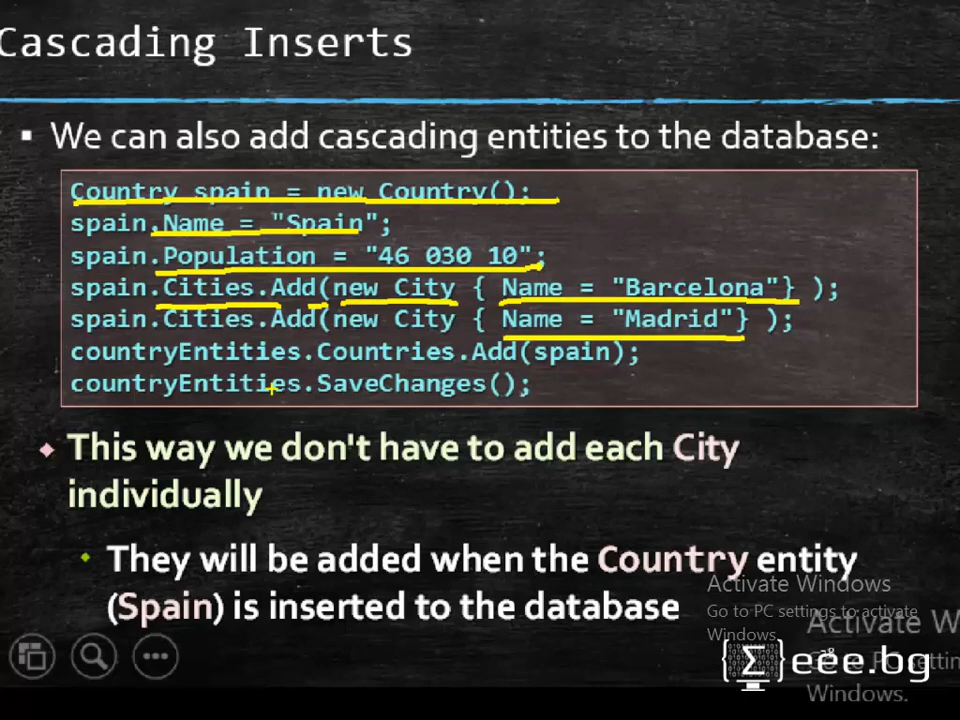 Cascading Inserts
We can also add cascading entities to the database:
Country spain = new Country();
spain.Name = "Spain";
spain.Population = "46 030 10";
spain.Cities.Add(new City { Name = "Barcelona"} );
spain.Cities.Add(new City { Name = "Madrid"} );
countryEntities.Countries.Add(spain);
countryEntities.SaveChanges();
This way we don't have to add each City
individually
They will be added when the Country entity
(Spain) is inserted to the database
Activate Windows
Go to PC settings to activate
Windows.
Activate W
Go to PC settin
Windows.
eee.bg